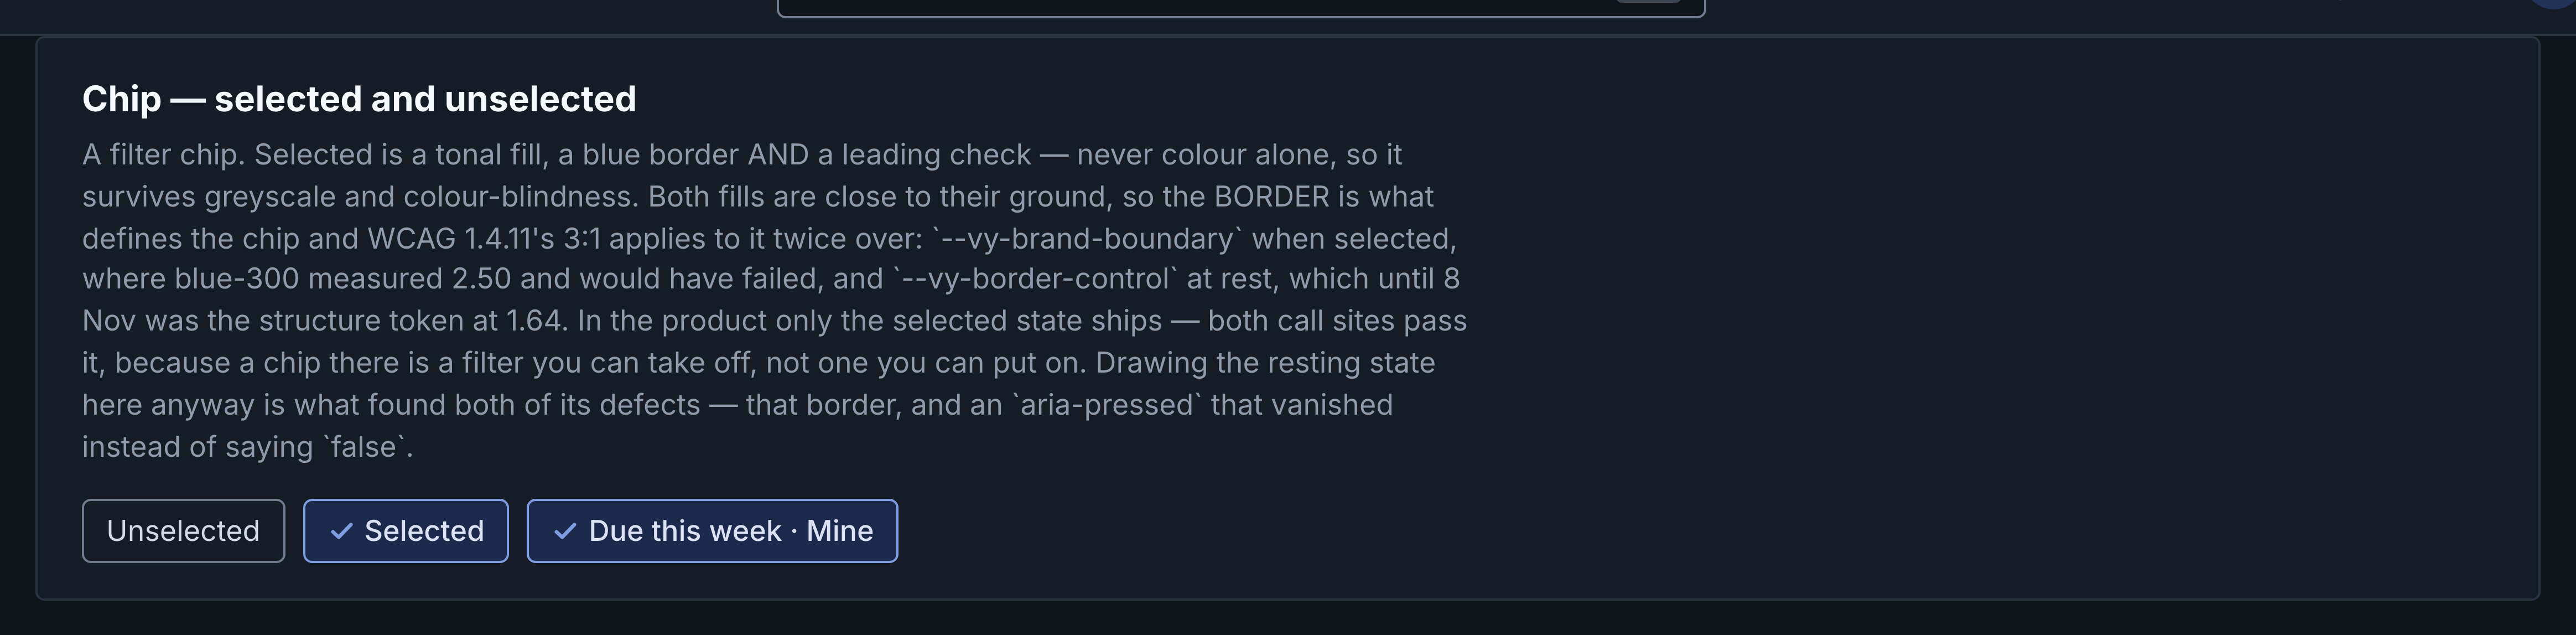 Chip — selected and unselected
A filter chip. Selected is a tonal fill, a blue border AND a leading check — never colour alone, so it
survives greyscale and colour-blindness. Both fills are close to their ground, so the BORDER is what
defines the chip and WCAG 1.4.11's 3:1 applies to it twice over: `--vy-brand-boundary` when selected,
where blue-300 measured 2.50 and would have failed, and `--vy-border-control` at rest, which until 8
Nov was the structure token at 1.64. In the product only the selected state ships — both call sites pass
it, because a chip there is a filter you can take off, not one you can put on. Drawing the resting state
here anyway is what found both of its defects — that border, and an `aria-pressed` that vanished
instead of saying `false`.
Unselected
Selected
Due this week · Mine